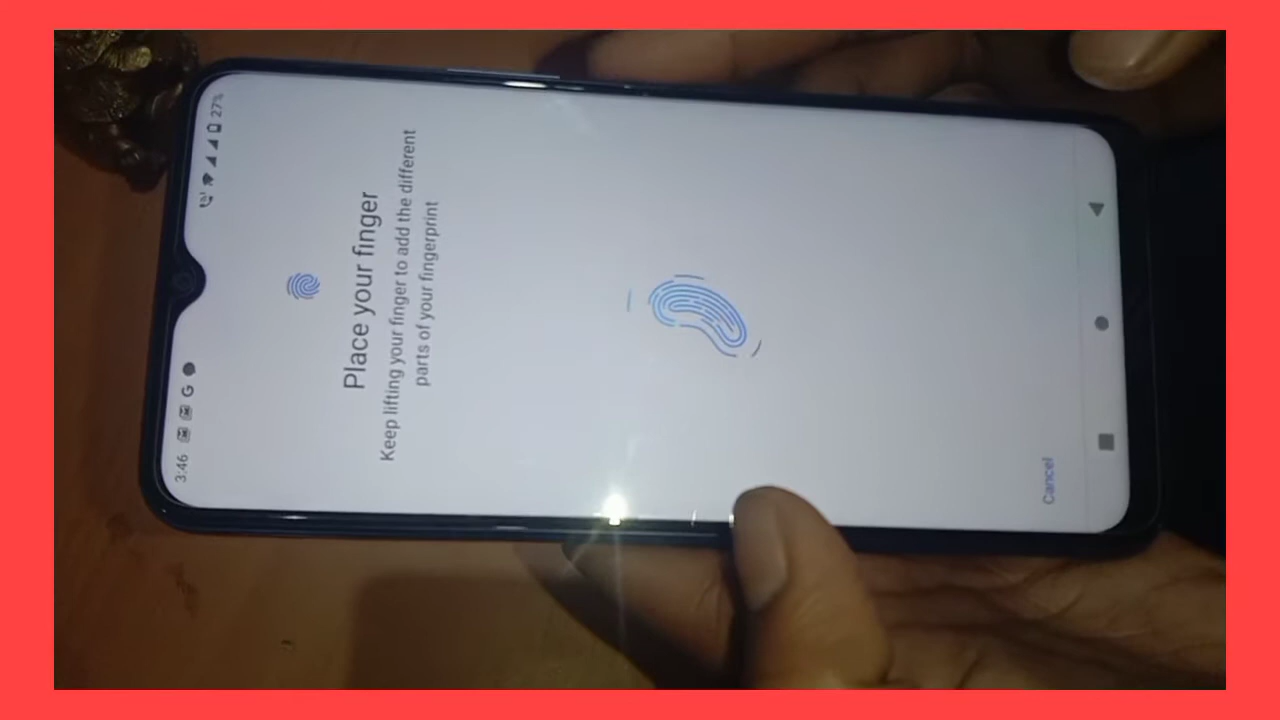 3:46 G 27%
Place your finger
Keep lifting your finger to add the different
parts of your fingerprint
Cancel